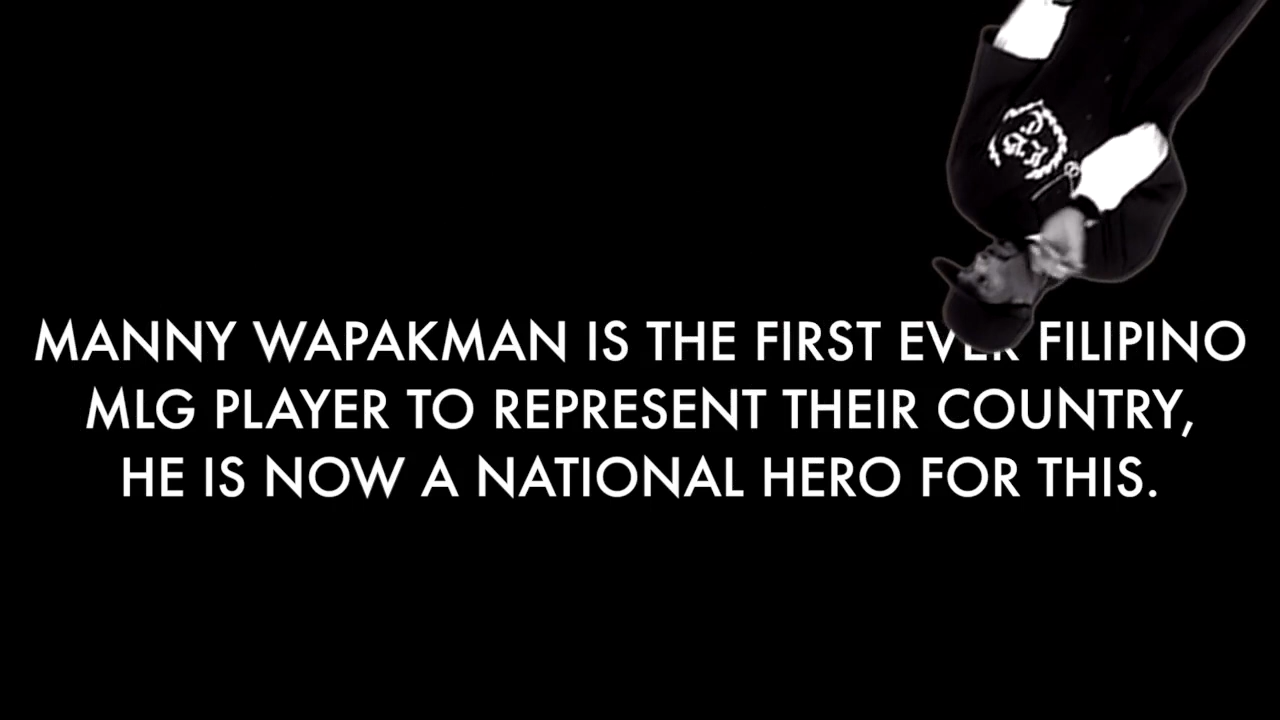 MANNY WAPAKMAN IS THE FIRST EVER FILIPINO
MLG PLAYER TO REPRESENT THEIR COUNTRY,
HE IS NOW A NATIONAL HERO FOR THIS.